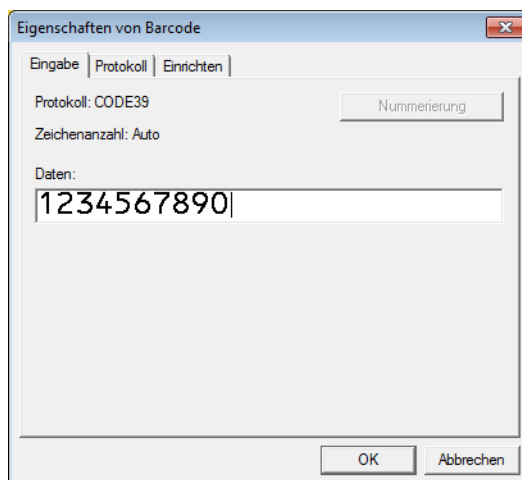 Eigenschaften von Barcode
Eingabe Protokoll Einrichten
Protokoll: CODE39 Nummerierung
Zeichenanzahl: Auto
Daten:
1234567890
OK Abbrechen